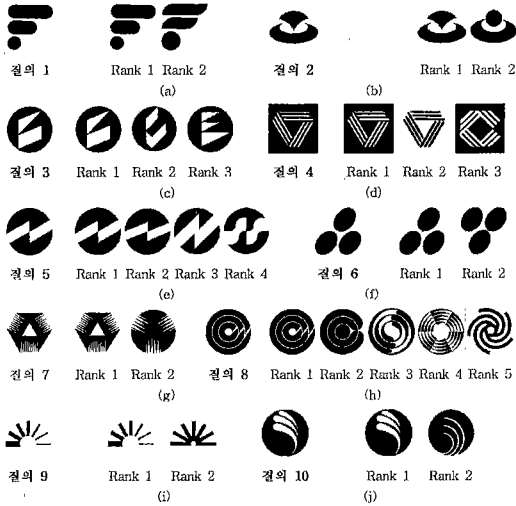 질의 1 Rank 1 Rank 2 질의 2 Rank 1 Rank 2
(a) (b)
질의 3 Rank 1 Rank 2 Rank 3 질의 4 Rank 1 Rank 2 Rank 3
(c) (d)
질의 5 Rank 1 Rank 2 Rank 3 Rank 4 질의 6 Rank 1 Rank 2
(e) (f)
질의 7 Rank 1 Rank 2 질의 8 Rank 1 Rank 2 Rank 3 Rank 4 Rank 5
(g) (h)
질의 9 Rank 1 Rank 2 질의 10 Rank 1 Rank 2
(i) (j)